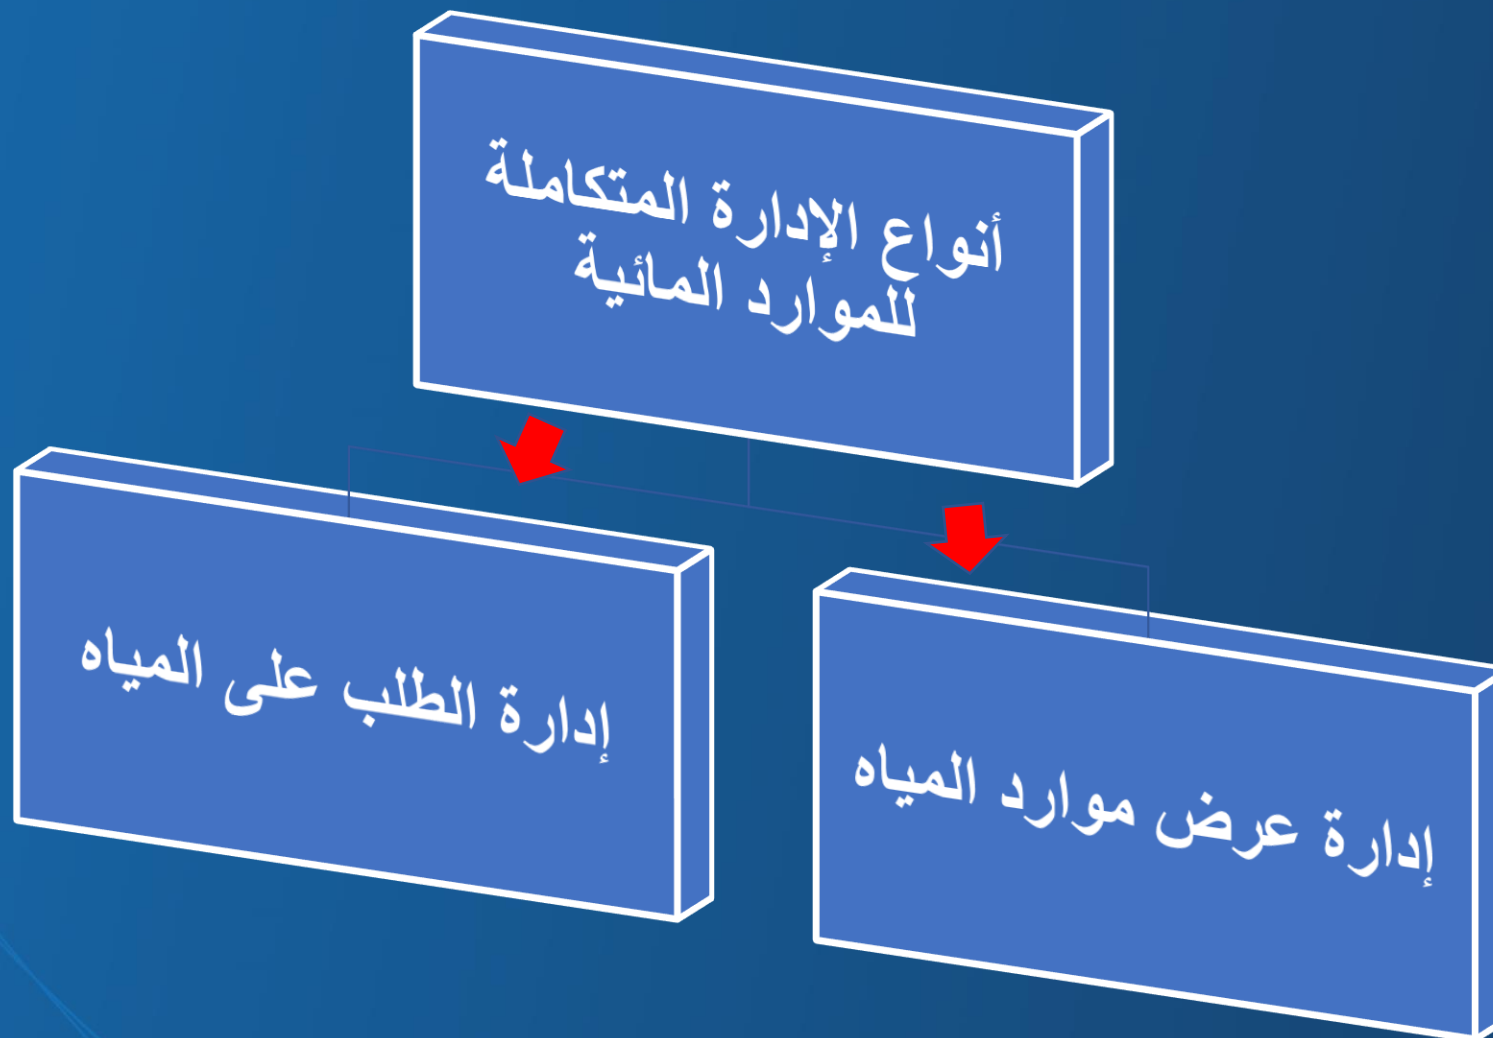 أنواع الإدارة المتكاملة
للموارد المائية
إدارة عرض موارد المياه
إدارة الطلب على المياه